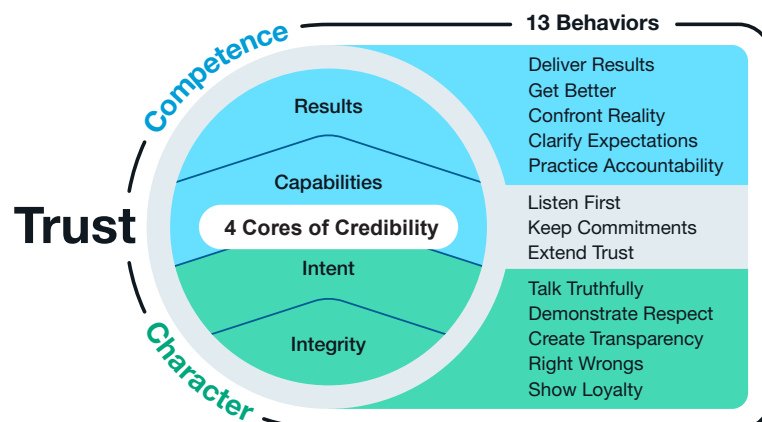 13 Behaviors
Competence
Trust
Character
Results
Capabilities
4 Cores of Credibility
Intent
Integrity
Deliver Results
Get Better
Confront Reality
Clarify Expectations
Practice Accountability
Listen First
Keep Commitments
Extend Trust
Talk Truthfully
Demonstrate Respect
Create Transparency
Right Wrongs
Show Loyalty